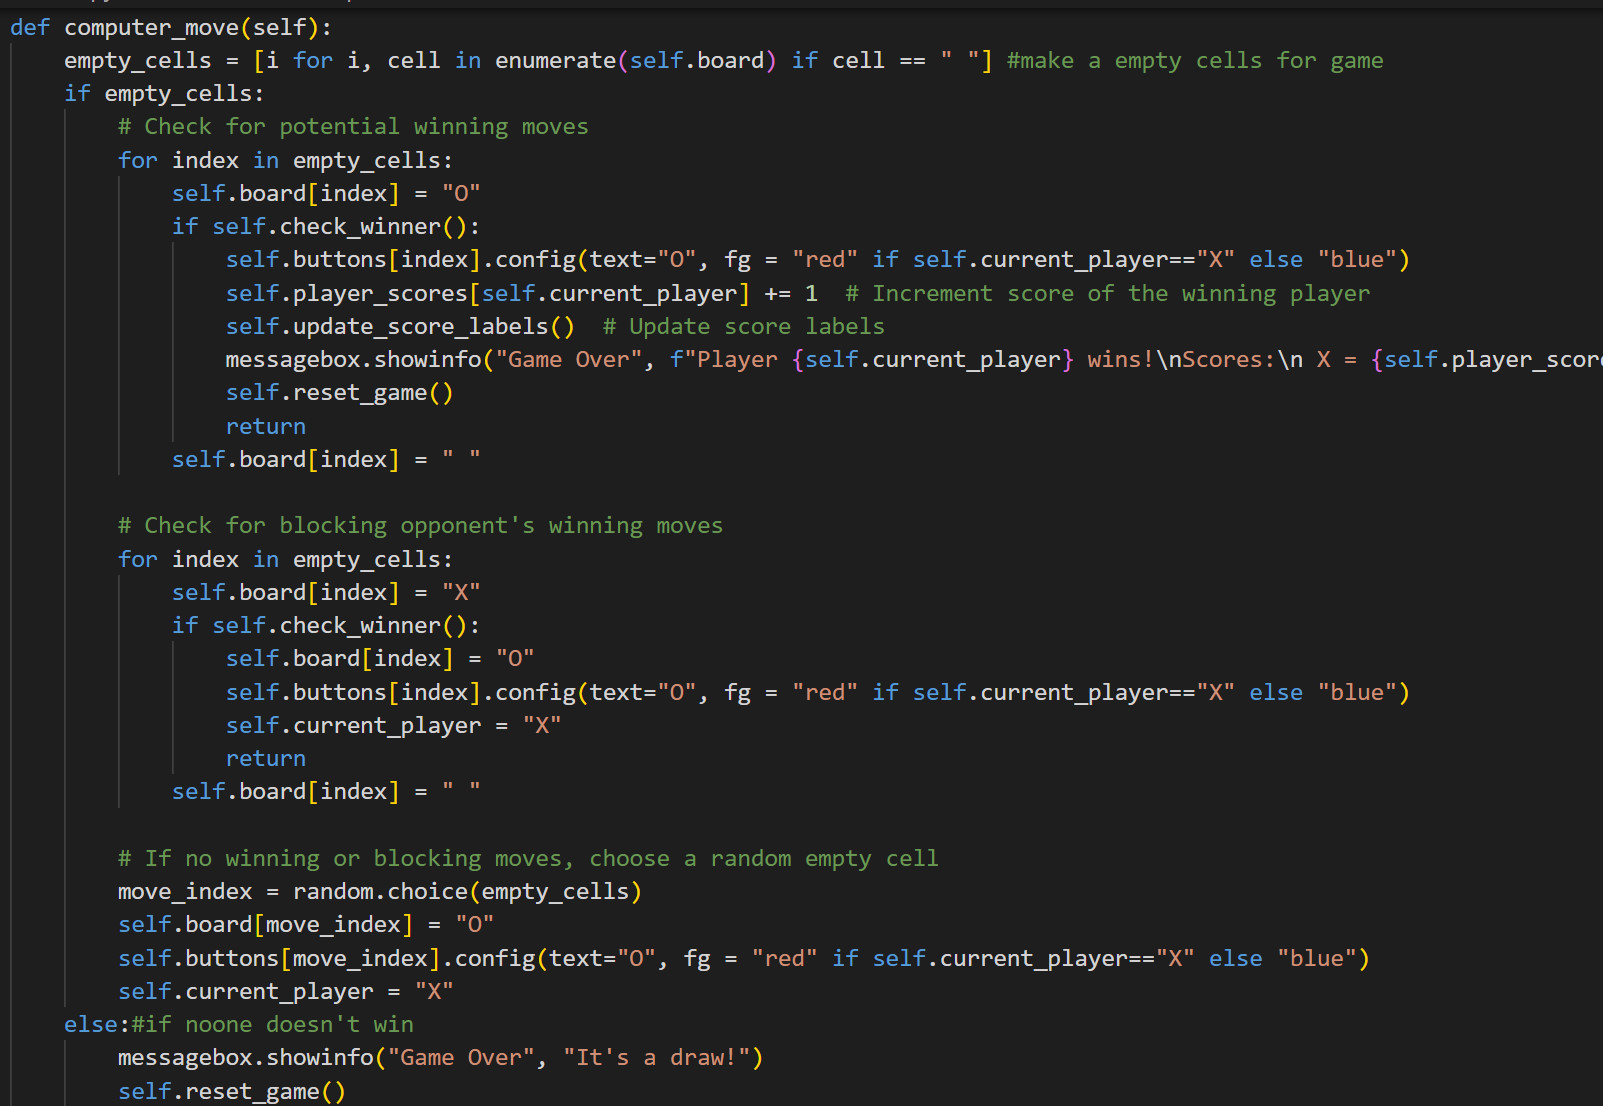 def computer_move(self):
    empty_cells = [i for i, cell in enumerate(self.board) if cell == " "] #make a empty cells for game
    if empty_cells:
        # Check for potential winning moves
        for index in empty_cells:
            self.board[index] = "O"
            if self.check_winner():
                self.buttons[index].config(text="O", fg = "red" if self.current_player=="X" else "blue")
                self.player_scores[self.current_player] += 1  # Increment score of the winning player
                self.update_score_labels()  # Update score labels
                messagebox.showinfo("Game Over", f"Player {self.current_player} wins!\nScores:\n X = {self.player_score
                self.reset_game()
                return
            self.board[index] = " "

        # Check for blocking opponent's winning moves
        for index in empty_cells:
            self.board[index] = "X"
            if self.check_winner():
                self.board[index] = "O"
                self.buttons[index].config(text="O", fg = "red" if self.current_player=="X" else "blue")
                self.current_player = "X"
                return
            self.board[index] = " "

        # If no winning or blocking moves, choose a random empty cell
        move_index = random.choice(empty_cells)
        self.board[move_index] = "O"
        self.buttons[move_index].config(text="O", fg = "red" if self.current_player=="X" else "blue")
        self.current_player = "X"
    else:#if noone doesn't win
        messagebox.showinfo("Game Over", "It's a draw!")
        self.reset_game()